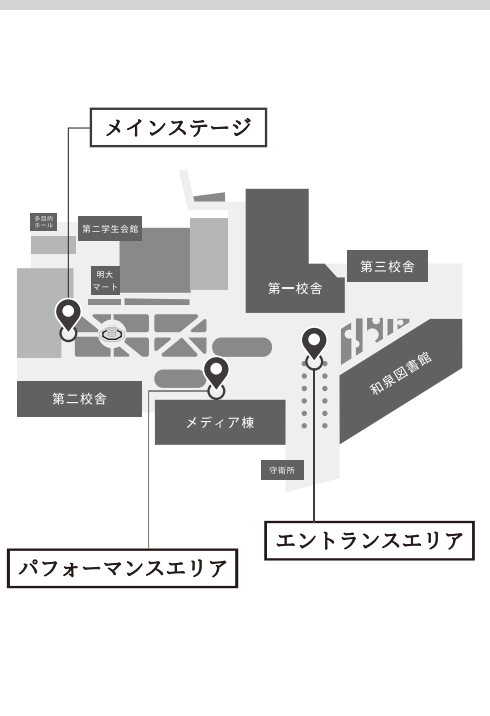 メインステージ
多目的
ホール
第二学生会館
明大
マート
第三校舎
第一校舎
和泉図書館
第二校舎
メディア棟
守衛所
エントランスエリア
パフォーマンスエリア